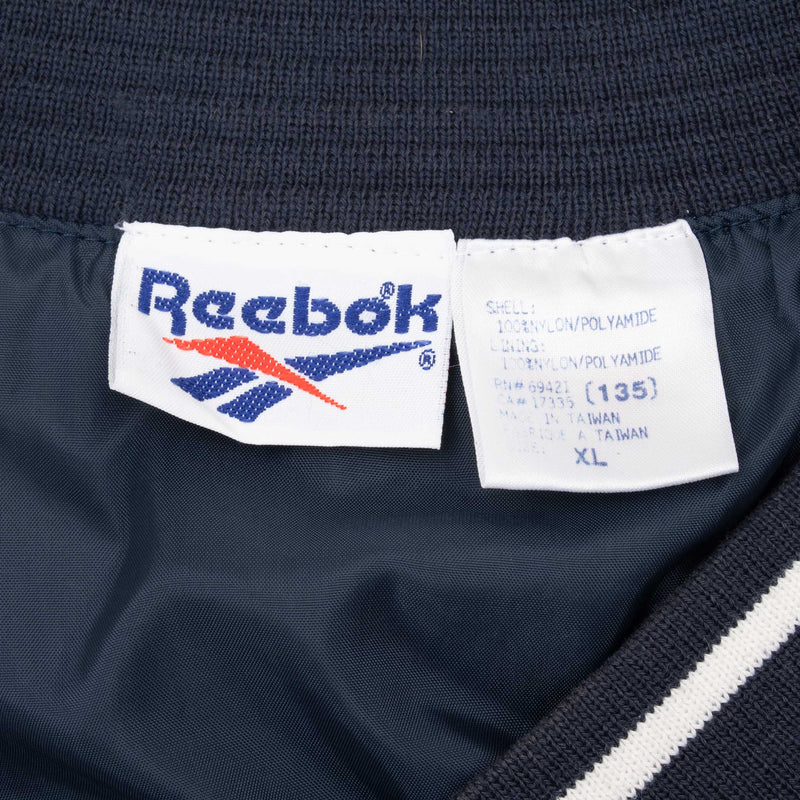 Reebok®
®
SHELL:
100%NYLON/POLYAMIDE
LINING:
100%NYLON/POLYAMIDE
RN# 69421 (135)
CA# 17335
MADE IN TAIWAN
FABRIQUE A TAIWAN
XL